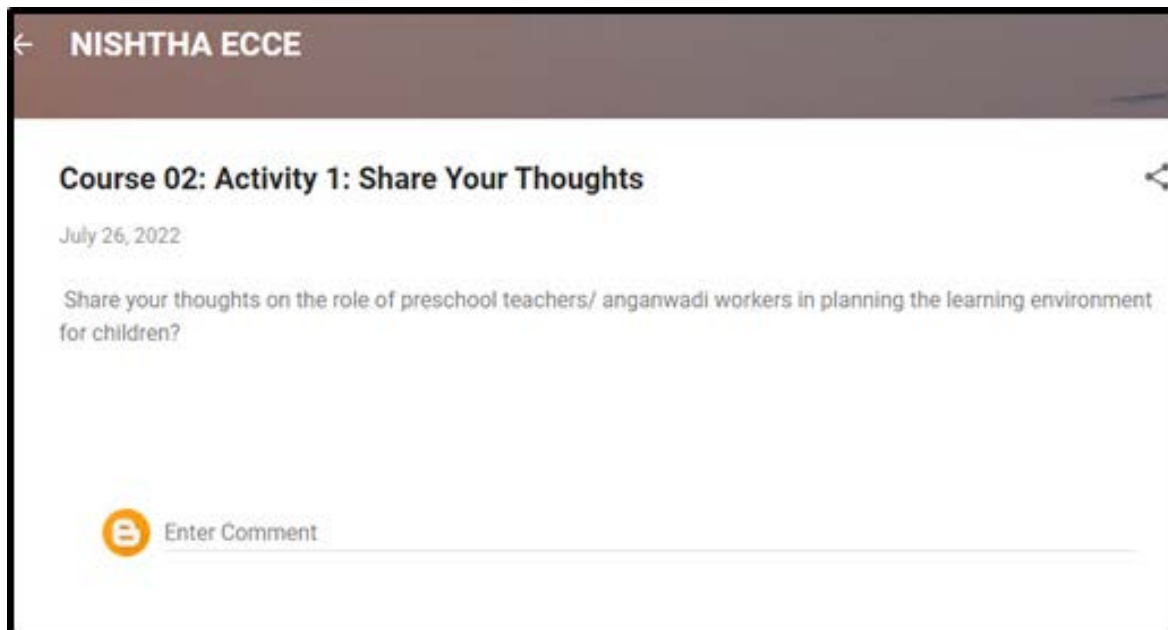 NISHTHA ECCE
Course 02: Activity 1: Share Your Thoughts
July 26, 2022
Share your thoughts on the role of preschool teachers/ anganwadi workers in planning the learning environment
for children?
Enter Comment